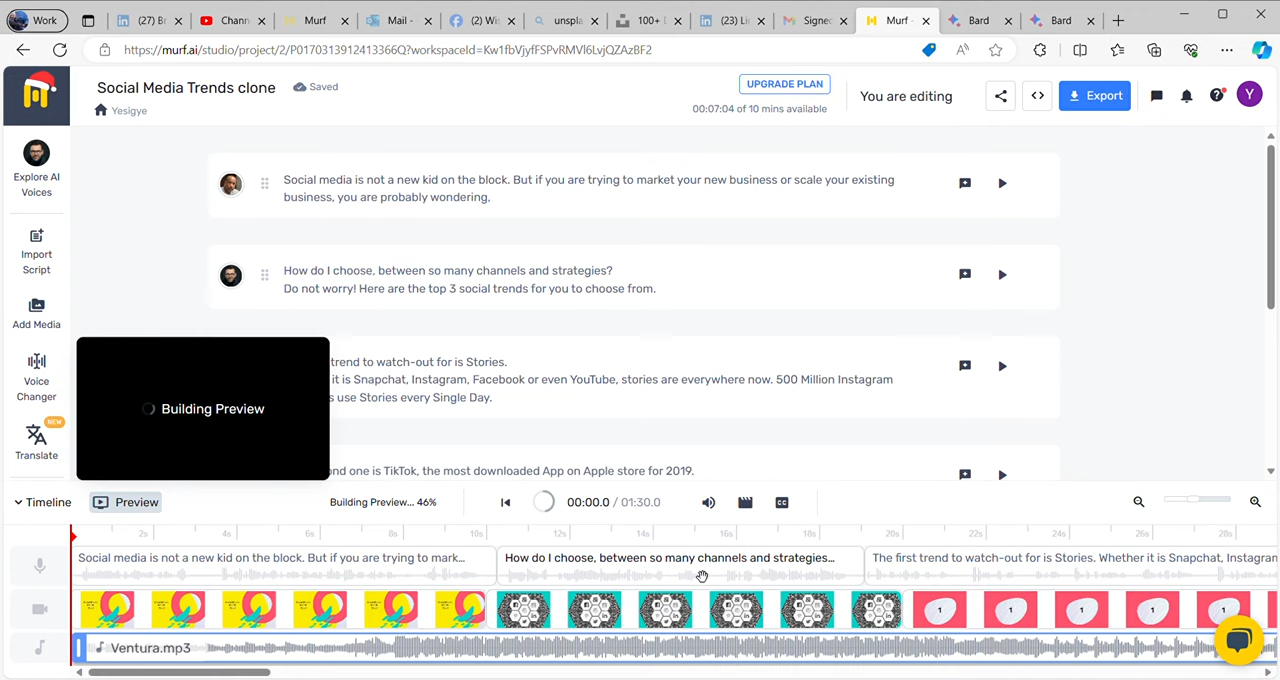 Work
(27) B
Chann
Murf
Mail -
(2) Wi
unspla
100+
(23) Li
Signed
Murf -
Bard
Bard
https://murf.ai/studio/project/2/P0170313912413366Q?workspaceId=Kw1fbVjyfFSPvRMVl6LvjQZAzBF2
Social Media Trends clone
Saved
Yesigye
UPGRADE PLAN
00:07:04 of 10 mins available
You are editing
Export
Y
Explore AI
Voices
Import
Script
Add Media
Voice
Changer
NEW
Translate
Social media is not a new kid on the block. But if you are trying to market your new business or scale your existing
business, you are probably wondering.
How do I choose, between so many channels and strategies?
Do not worry! Here are the top 3 social trends for you to choose from.
trend to watch-out for is Stories.
it is Snapchat, Instagram, Facebook or even YouTube, stories are everywhere now. 500 Million Instagram
s use Stories every Single Day.
ond one is TikTok, the most downloaded App on Apple store for 2019.
Building Preview
Timeline
Preview
Building Preview... 46%
00:00.0 / 01:30.0
2s
4s
6s
8s
10s
12s
14s
16s
18s
20s
22s
24s
26s
28s
Social media is not a new kid on the block. But if you are trying to mark...
How do I choose, between so many channels and strategies...
The first trend to watch-out for is Stories. Whether it is Snapchat, Instagram
1
1
1
1
1
Ventura.mp3